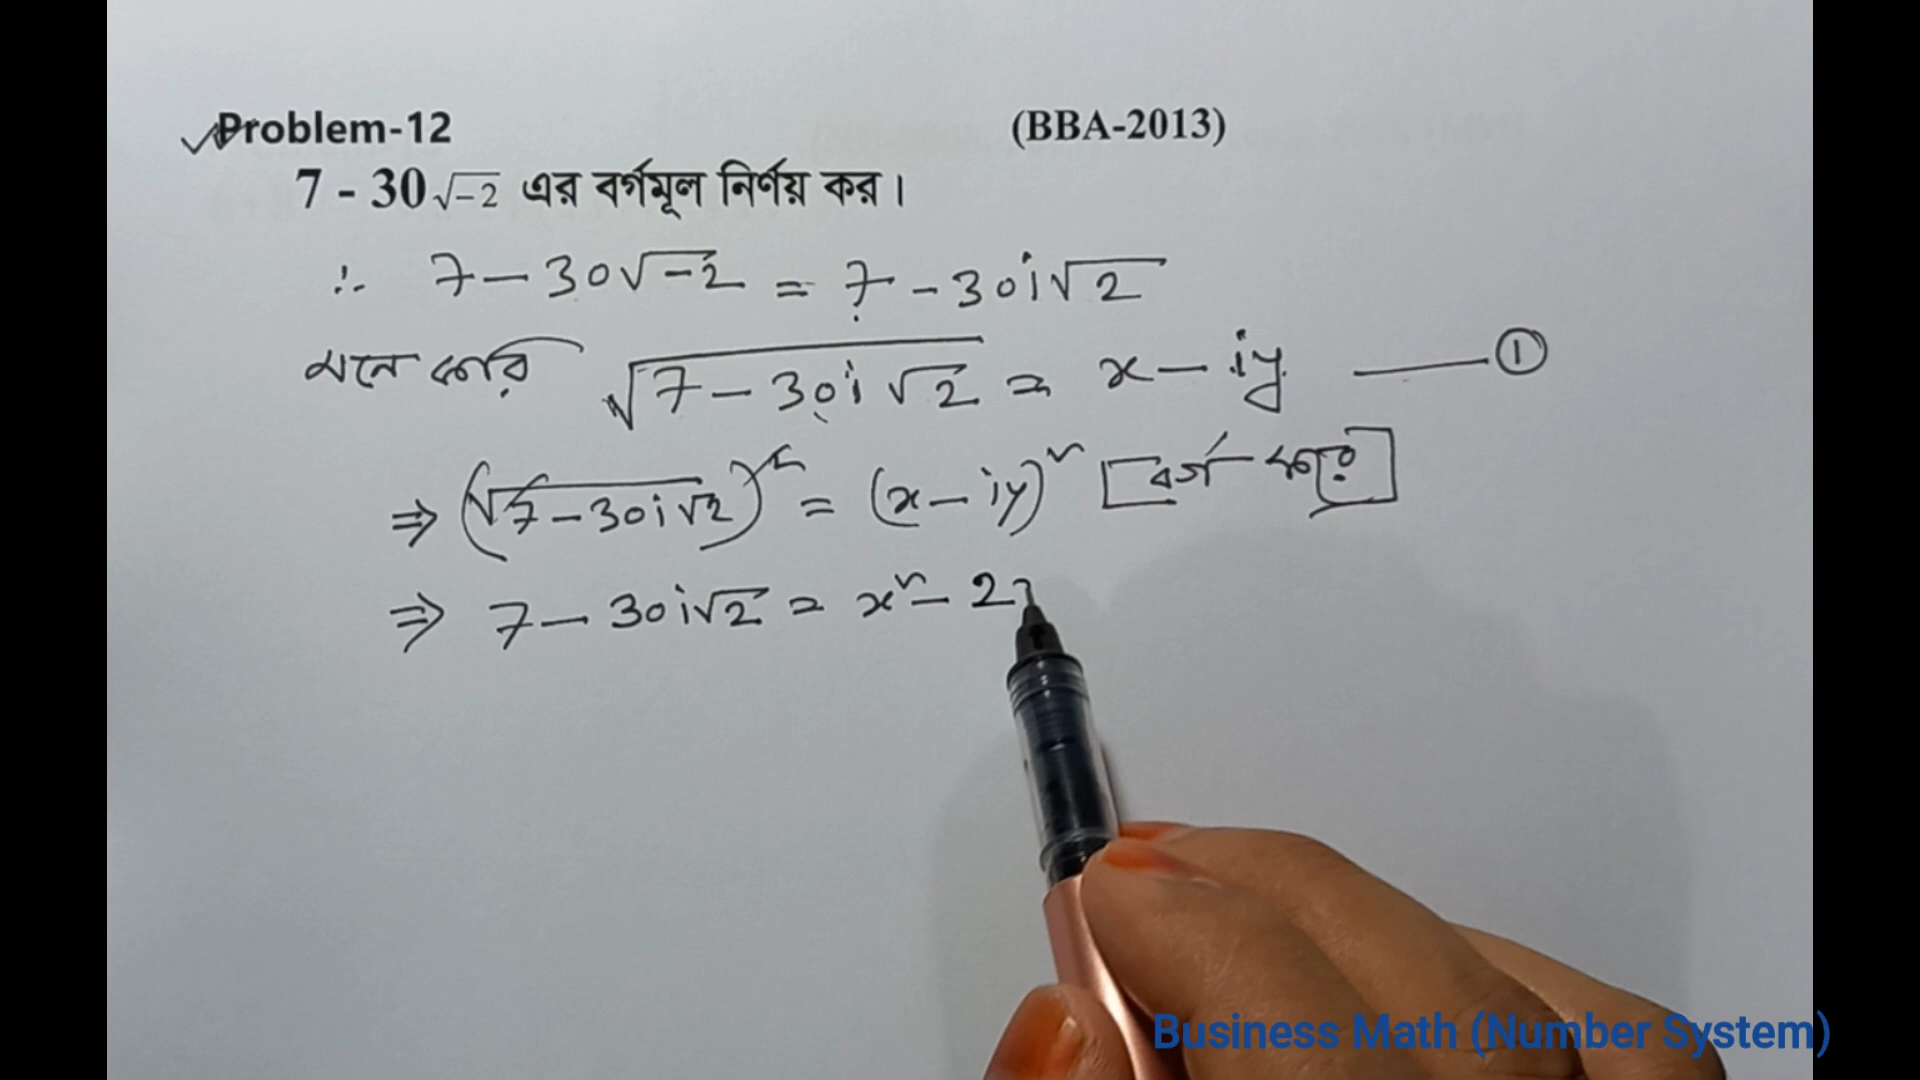 Problem-12 (BBA-2013)
7 - 30√-2 এর বর্গমূল নির্ণয় কর।
∴ 7 - 30√-2 = 7 - 30i√2
মনে করি √(7 - 30i√2) = x - iy ——— ①
⇒ (√(7 - 30i√2))² = (x - iy)² [বর্গ করে]
⇒ 7 - 30i√2 = x² - 2
Business Math (Number System)